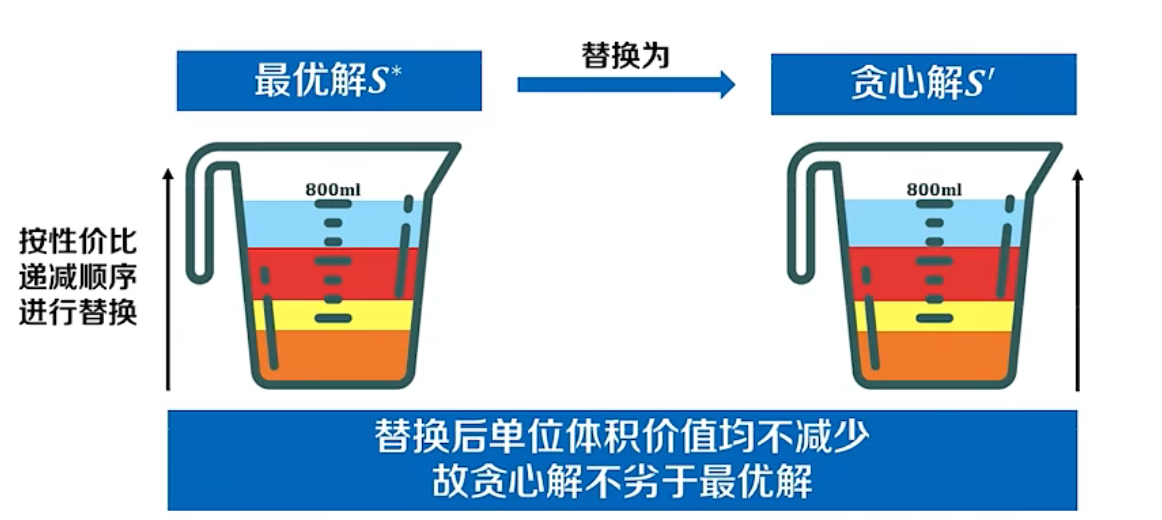 最优解S*
替换为
贪心解S′
800ml
800ml
按性价比
递减顺序
进行替换
替换后单位体积价值均不减少
故贪心解不劣于最优解